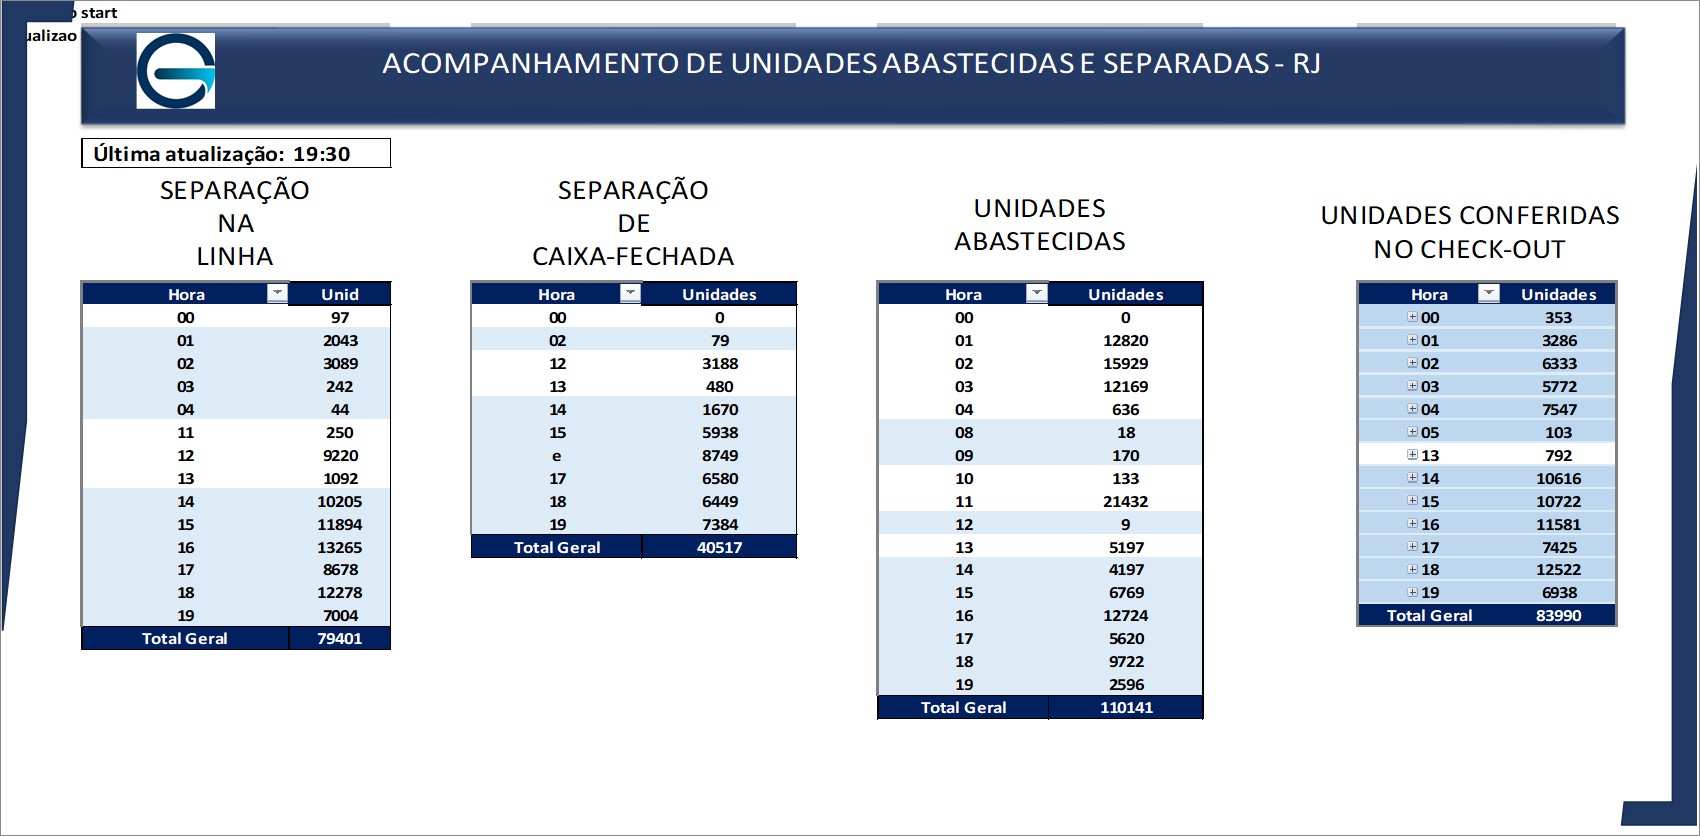 start
ualizao
ACOMPANHAMENTO DE UNIDADES ABASTECIDAS E SEPARADAS - RJ
Última atualização: 19:30
SEPARAÇÃO
NA
LINHA
Hora Unid
00 97
01 2043
02 3089
03 242
04 44
11 250
12 9220
13 1092
14 10205
15 11894
16 13265
17 8678
18 12278
19 7004
Total Geral 79401
SEPARAÇÃO
DE
CAIXA-FECHADA
Hora Unidades
00 0
02 79
12 3188
13 480
14 1670
15 5938
e 8749
17 6580
18 6449
19 7384
Total Geral 40517
UNIDADES
ABASTECIDAS
Hora Unidades
00 0
01 12820
02 15929
03 12169
04 636
08 18
09 170
10 133
11 21432
12 9
13 5197
14 4197
15 6769
16 12724
17 5620
18 9722
19 2596
Total Geral 110141
UNIDADES CONFERIDAS
NO CHECK-OUT
Hora Unidades
00 353
01 3286
02 6333
03 5772
04 7547
05 103
13 792
14 10616
15 10722
16 11581
17 7425
18 12522
19 6938
Total Geral 83990